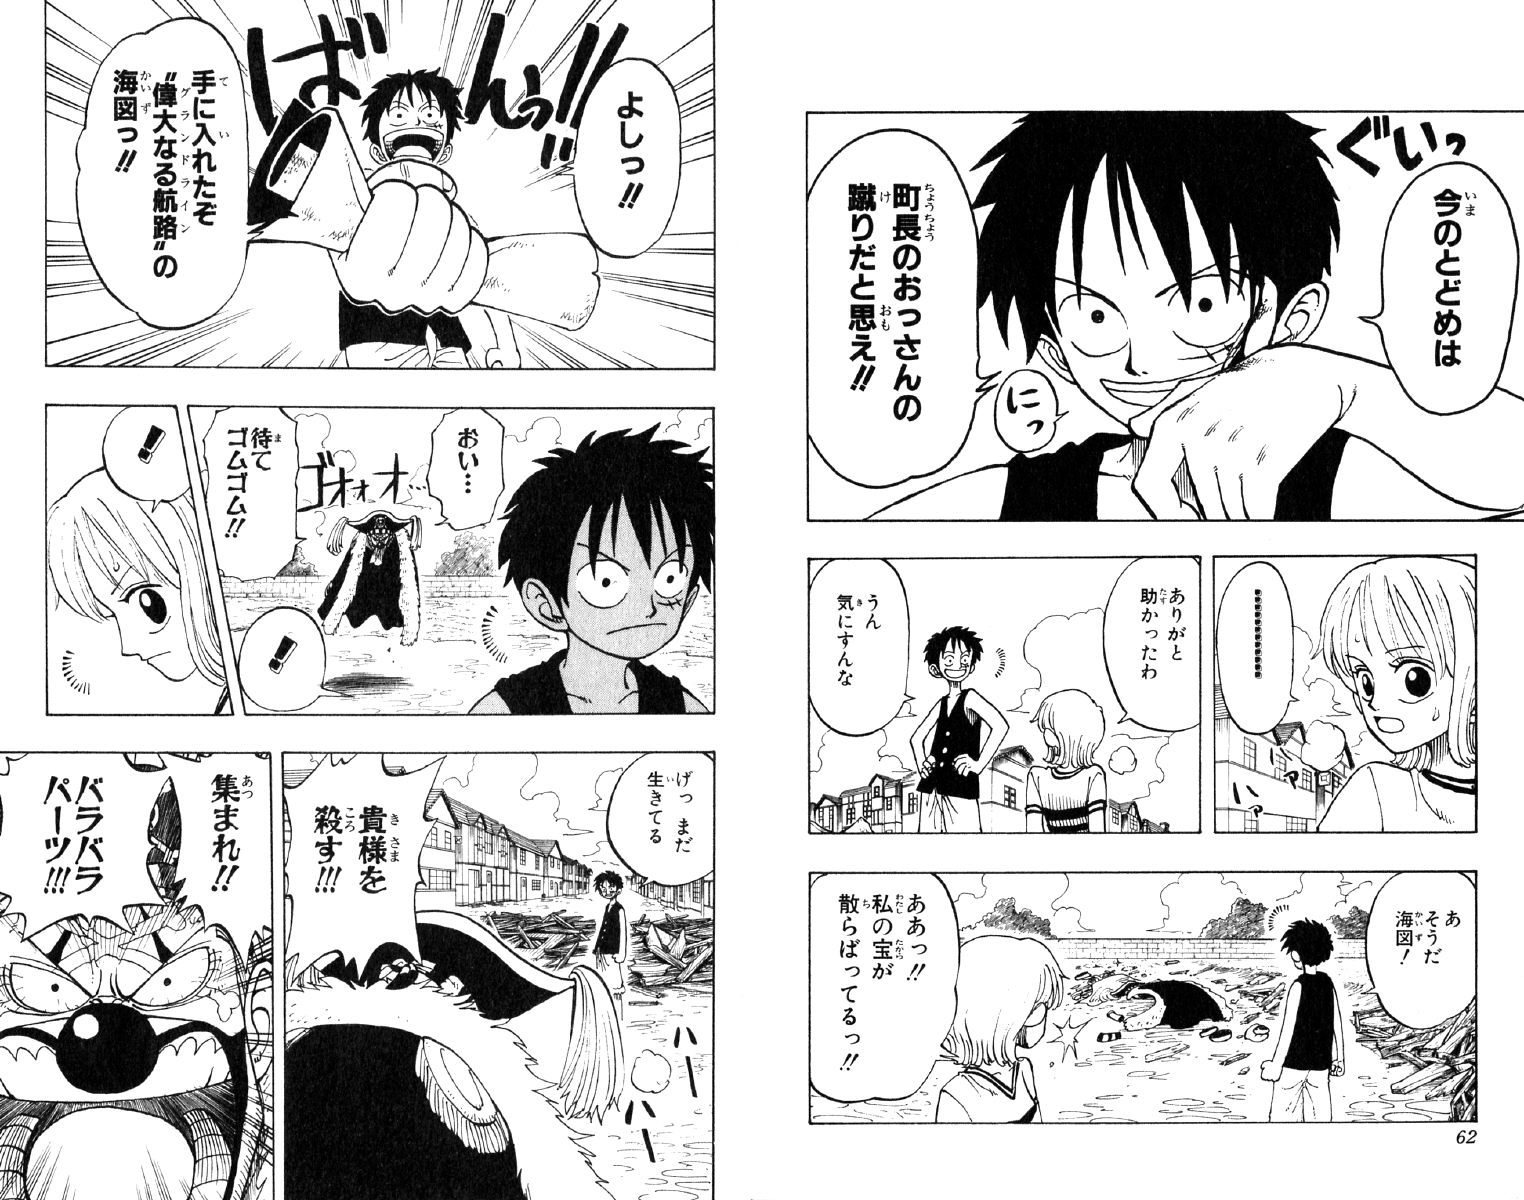 ぐいっ
今のとどめは
町長のおっさんの
蹴りだと思え!!
にっ
………………
ハァ
ハァ
ありがと
助かったわ
うん
気にすんな
あ
そうだ
海図!
ああっ!!
私の宝が
散らばってるっ!!
62
よしっ!!
ばんっ!!
手に入れたぞ
“偉大なる航路”の
海図っ!!
おい…
ゴォオオ…
待て
ゴムゴム!!
!
!
げっ まだ
生きてる
貴様を
殺す!!!
ハー
ハー
集まれ!!
バラバラ
パーツ!!!